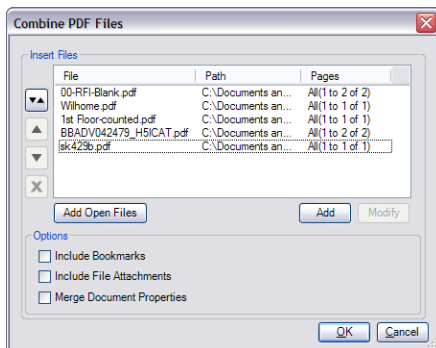 Combine PDF Files
Insert Files
File Path Pages
00-RFI-Blank.pdf C:\Documents an... All(1 to 2 of 2)
Wilhome.pdf C:\Documents an... All(1 to 1 of 1)
1st Floor-counted.pdf C:\Documents an... All(1 to 1 of 1)
BBADV042479_H5ICAT.pdf C:\Documents an... All(1 to 2 of 2)
sk429b.pdf C:\Documents an... All(1 to 1 of 1)
Add Open Files Add Modify
Options
Include Bookmarks
Include File Attachments
Merge Document Properties
OK Cancel